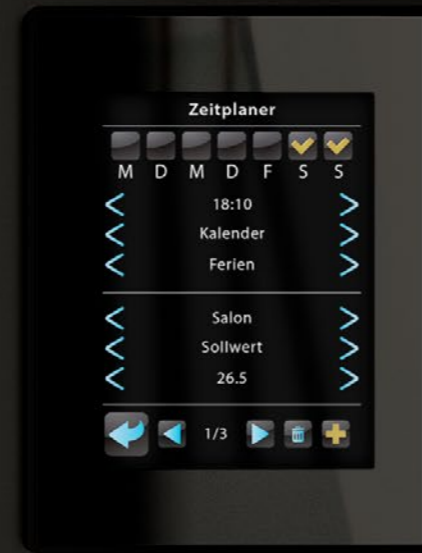 Zeitplaner
M D M D F S S
18:10
Kalender
Ferien
Salon
Sollwert
26.5
1/3